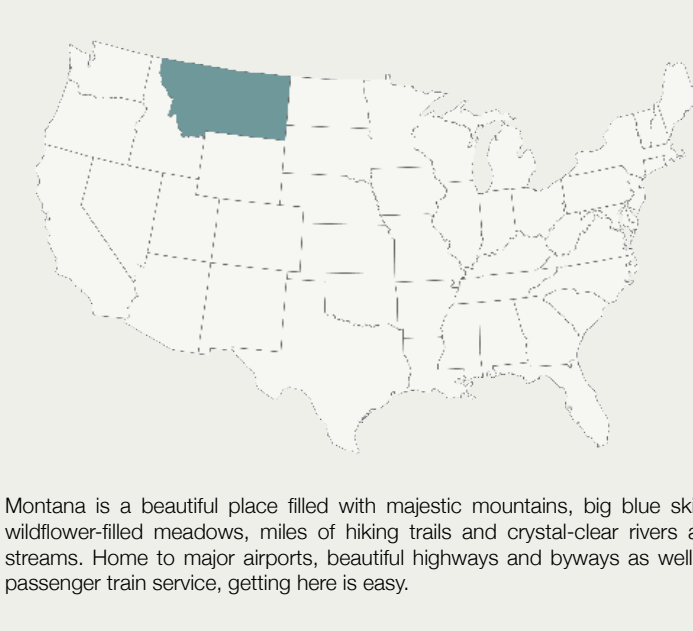 Montana is a beautiful place filled with majestic mountains, big blue
wildflower-filled meadows, miles of hiking trails and crystal-clear rivers
streams. Home to major airports, beautiful highways and byways as well
passenger train service, getting here is easy.